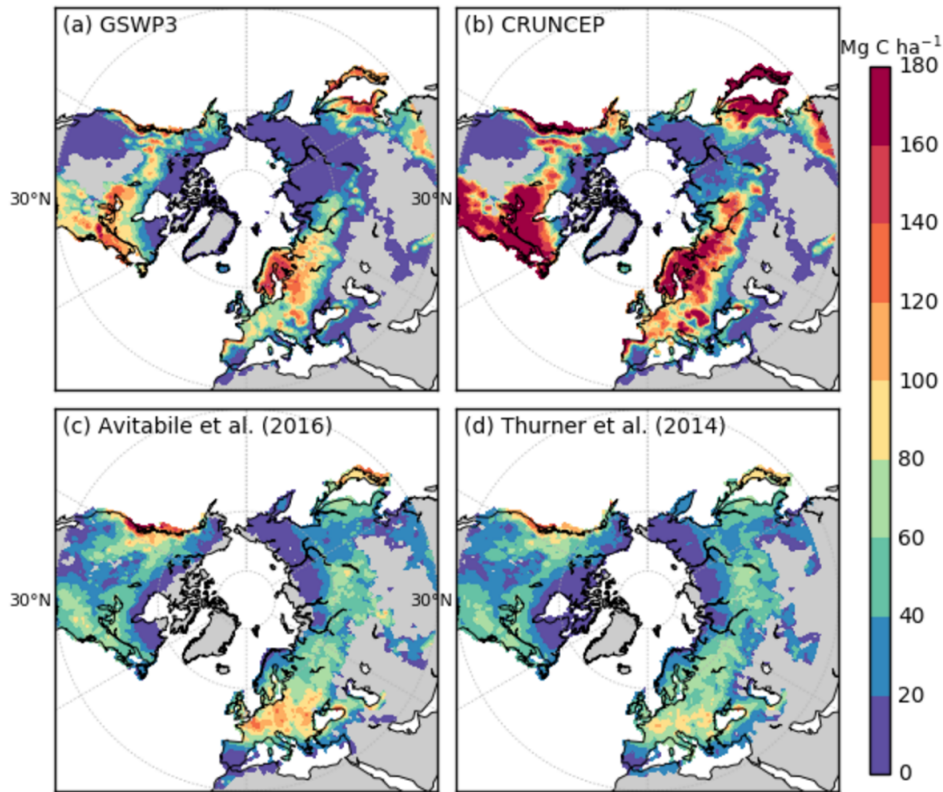 (a) GSWP3
(b) CRUNCEP
Mg C ha⁻¹
180
160
140
120
100
80
60
40
20
0
30°N
30°N
(c) Avitabile et al. (2016)
(d) Thurner et al. (2014)
30°N
30°N